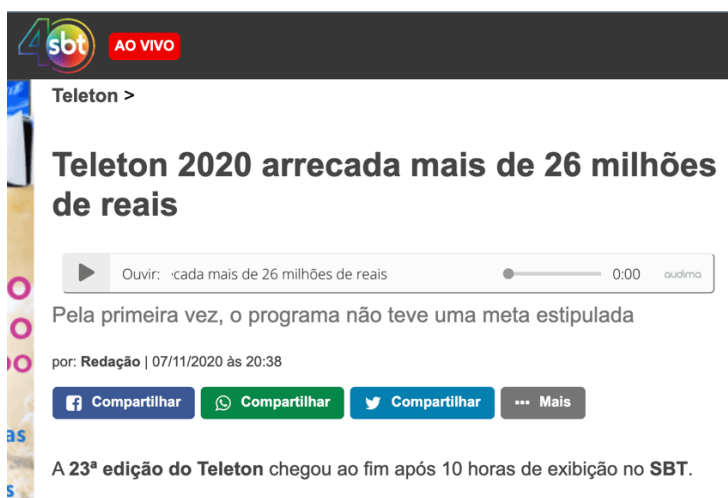 4 sbt AO VIVO
Teleton >
Teleton 2020 arrecada mais de 26 milhões
de reais
Ouvir: cada mais de 26 milhões de reais 0:00 audima
Pela primeira vez, o programa não teve uma meta estipulada
por: Redação | 07/11/2020 às 20:38
Compartilhar Compartilhar Compartilhar ••• Mais
A 23ª edição do Teleton chegou ao fim após 10 horas de exibição no SBT.